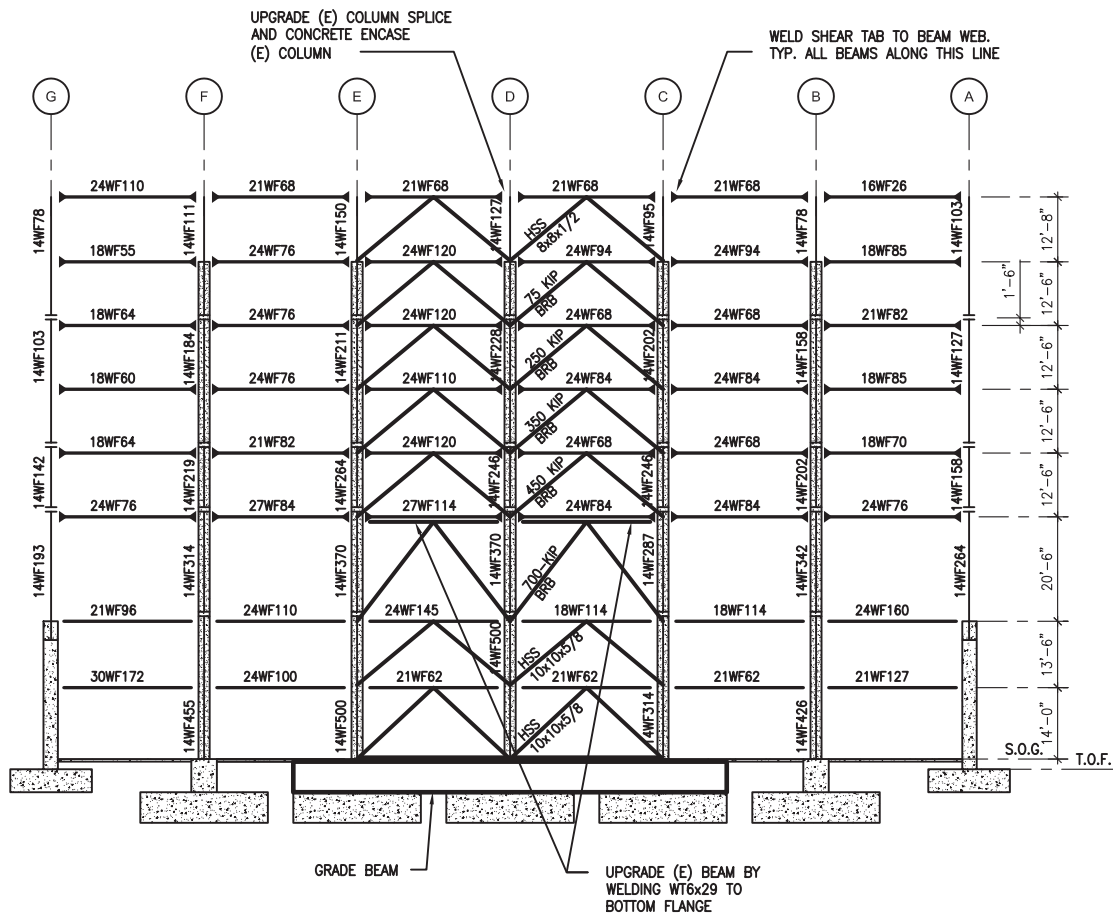 UPGRADE (E) COLUMN SPLICE
AND CONCRETE ENCASE
(E) COLUMN
WELD SHEAR TAB TO BEAM WEB.
TYP. ALL BEAMS ALONG THIS LINE
G F E D C B A
24WF110 21WF68 21WF68 21WF68 21WF68 16WF26
14WF78 14WF111 14WF150 14WF127 HSS 8x8x1/2 14WF95 14WF78 14WF103 12'-8"
18WF55 24WF76 24WF120 24WF94 24WF94 18WF85
75 KIP BRB 1'-6" 12'-6"
18WF64 24WF76 24WF120 24WF68 24WF68 21WF82
14WF103 14WF184 14WF211 14WF228 250 KIP BRB 14WF202 14WF158 14WF127 12'-6"
18WF60 24WF76 24WF110 24WF84 24WF84 18WF85
350 KIP BRB 12'-6"
18WF64 21WF82 24WF120 24WF68 24WF68 18WF70
14WF142 14WF219 14WF264 14WF246 450 KIP BRB 14WF246 14WF202 14WF158 12'-6"
24WF76 27WF84 27WF114 24WF84 24WF84 24WF76
14WF193 14WF314 14WF370 14WF370 700-KIP BRB 14WF287 14WF342 14WF264 20'-6"
21WF96 24WF110 24WF145 18WF114 18WF114 24WF160
14WF500 HSS 10x10x5/8 13'-6"
30WF172 24WF100 21WF62 21WF62 21WF62 21WF127
14WF455 14WF500 HSS 10x10x5/8 14WF314 14WF426 14'-0"
S.O.G.
T.O.F.
GRADE BEAM
UPGRADE (E) BEAM BY
WELDING WT6x29 TO
BOTTOM FLANGE